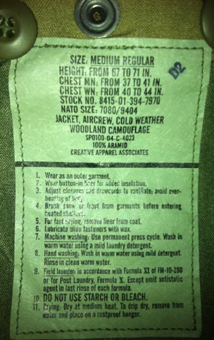 SIZE: MEDIUM REGULAR
HEIGHT: FROM 67 TO 71 IN.
CHEST MN: FROM 37 TO 41 IN.
CHEST WN: FROM 40 TO 44 IN.
STOCK NO. 8415-01-394-7970
NATO SIZE: 7080/9404
JACKET, AIRCREW, COLD WEATHER
WOODLAND CAMOUFLAGE
SP0100-04-C-4023
100% ARAMID
CREATIVE APPAREL ASSOCIATES
1. Wear as an outer garment.
2. Wear button-in liner for added insulation.
3. Adjust closures and drawcords to ventilate, avoid over-
heating of body.
4. Brush snow or frost from garments before entering
heated shelters.
5. For fast drying, remove liner from coat.
6. Lubricate slide fasteners with wax.
7. Machine washing: Use permanent press cycle. Wash in
warm water using a mild laundry detergent.
8. Hand washing: Wash in warm water using mild detergent.
Rinse in clean warm water.
9. Field laundry in accordance with Formula II of FM-10-280
or for Post Laundry, Formula X. Except omit antistatic
agent in last rinse of each formula.
10. DO NOT USE STARCH OR BLEACH.
11. Drying: Dry at medium heat. To drip dry, remove from
water and place on a rustproof hanger.
D2